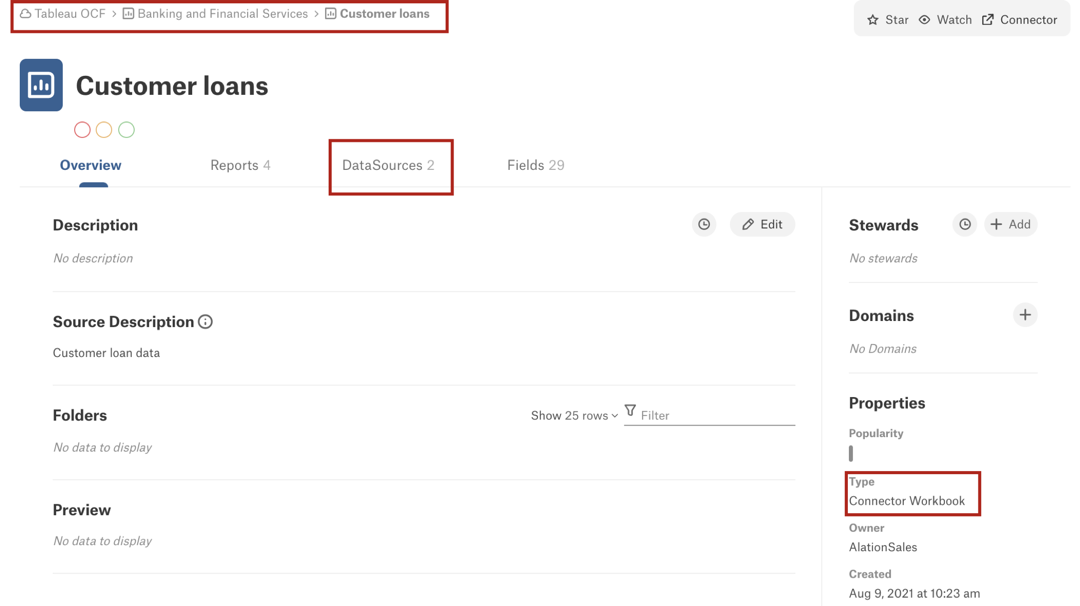 Tableau OCF > Banking and Financial Services > Customer loans
Star Watch Connector
Customer loans
Overview Reports 4 DataSources 2 Fields 29
Description Edit
No description
Source Description
Customer loan data
Folders Show 25 rows Filter
No data to display
Preview
No data to display
Stewards Add
No stewards
Domains
No Domains
Properties
Popularity
Type
Connector Workbook
Owner
AlationSales
Created
Aug 9, 2021 at 10:23 am